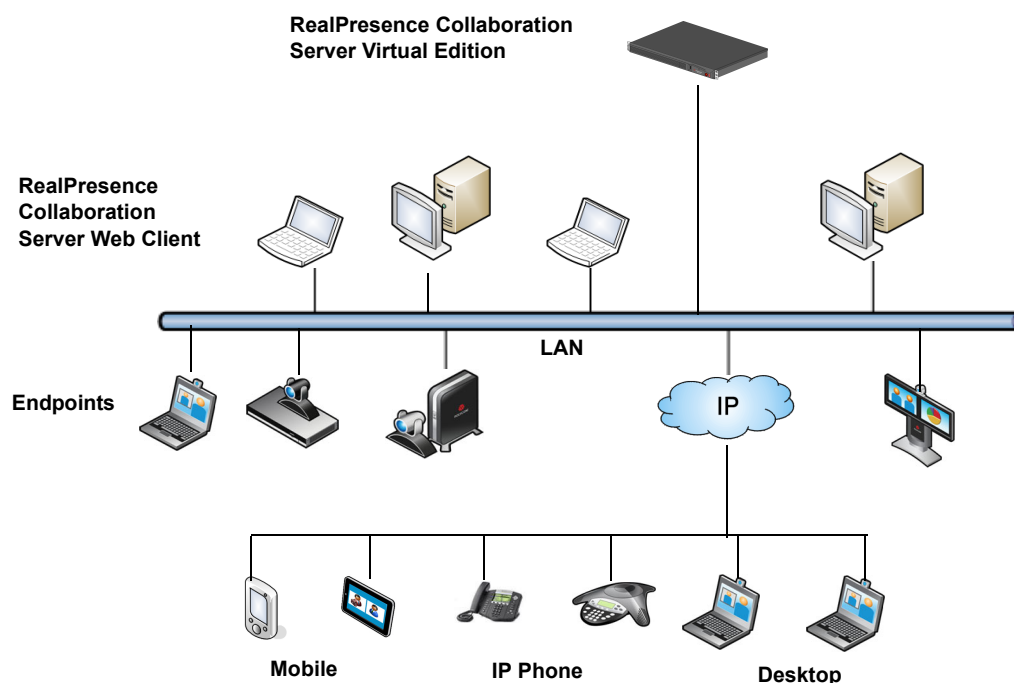 RealPresence Collaboration
Server Virtual Edition
RealPresence
Collaboration
Server Web Client
LAN
Endpoints
IP
Mobile
IP Phone
Desktop